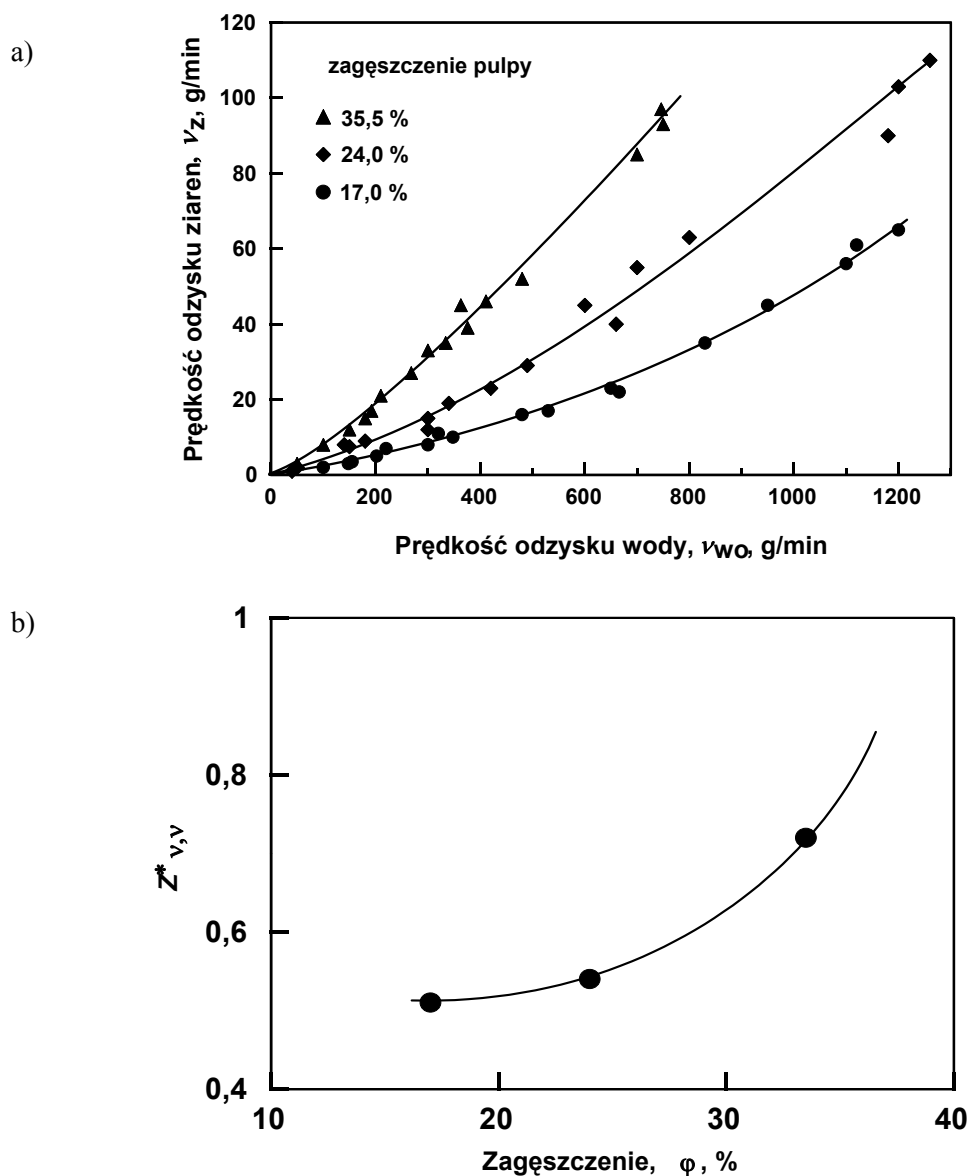 a)
120
100
80
60
40
20
0
Prędkość odzysku ziaren, νz, g/min
zagęszczenie pulpy
35,5 %
24,0 %
17,0 %
0 200 400 600 800 1000 1200
Prędkość odzysku wody, νwo, g/min
b)
1
0,8
0,6
0,4
Z*ν,ν
10 20 30 40
Zagęszczenie, φ, %